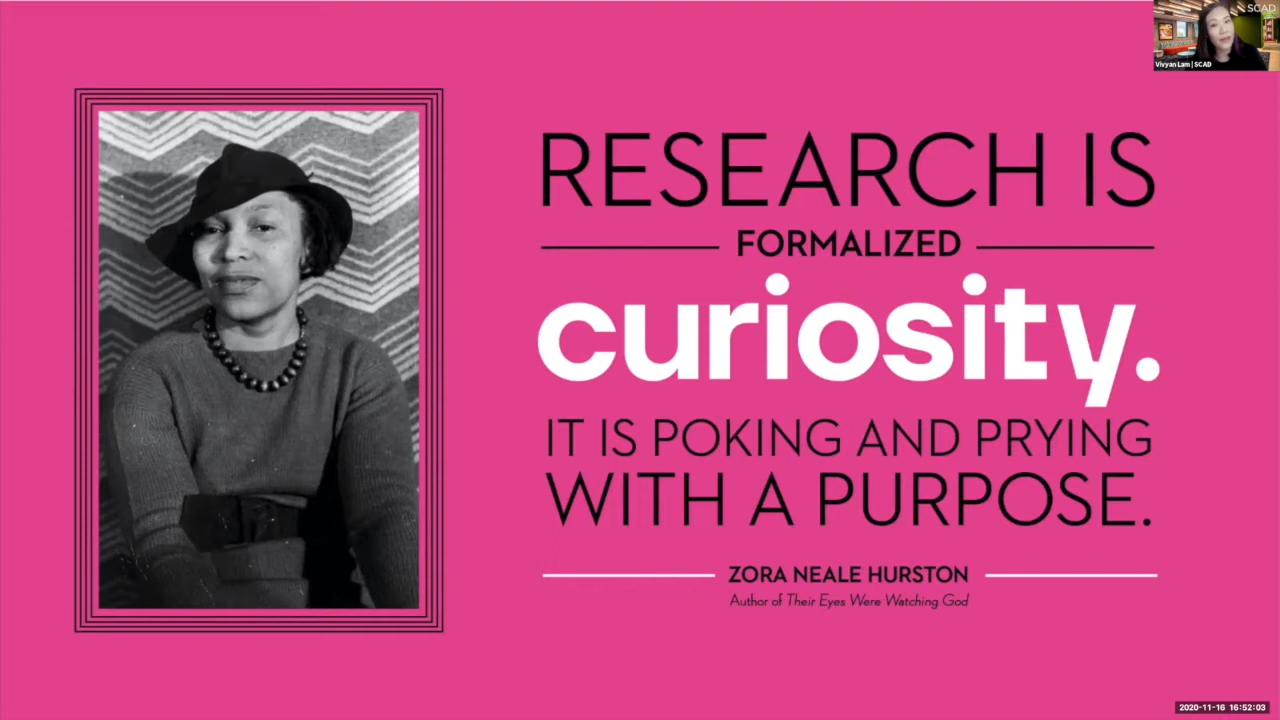 SCAD
Vivyan Lam | SCAD
RESEARCH IS
FORMALIZED
curiosity.
IT IS POKING AND PRYING
WITH A PURPOSE.
ZORA NEALE HURSTON
Author of Their Eyes Were Watching God
2020-11-16 16:52:03